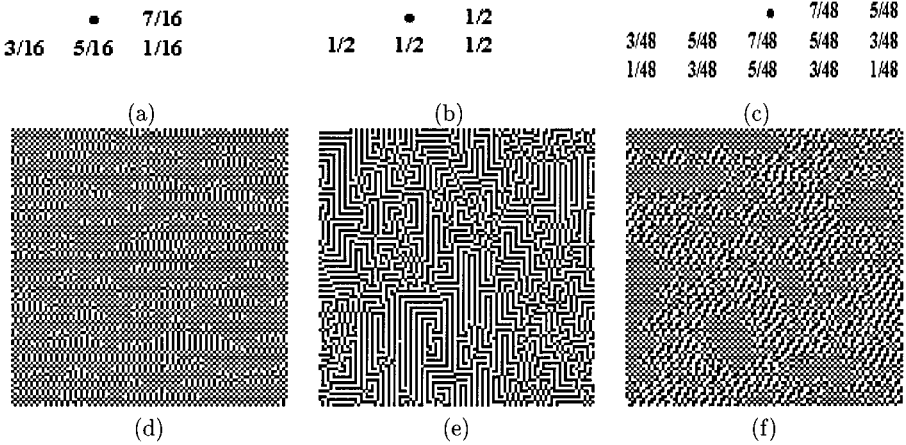 ● 7/16
3/16 5/16 1/16
(a)
● 1/2
1/2 1/2 1/2
(b)
● 7/48 5/48
3/48 5/48 7/48 5/48 3/48
1/48 3/48 5/48 3/48 1/48
(c)
(d)
(e)
(f)